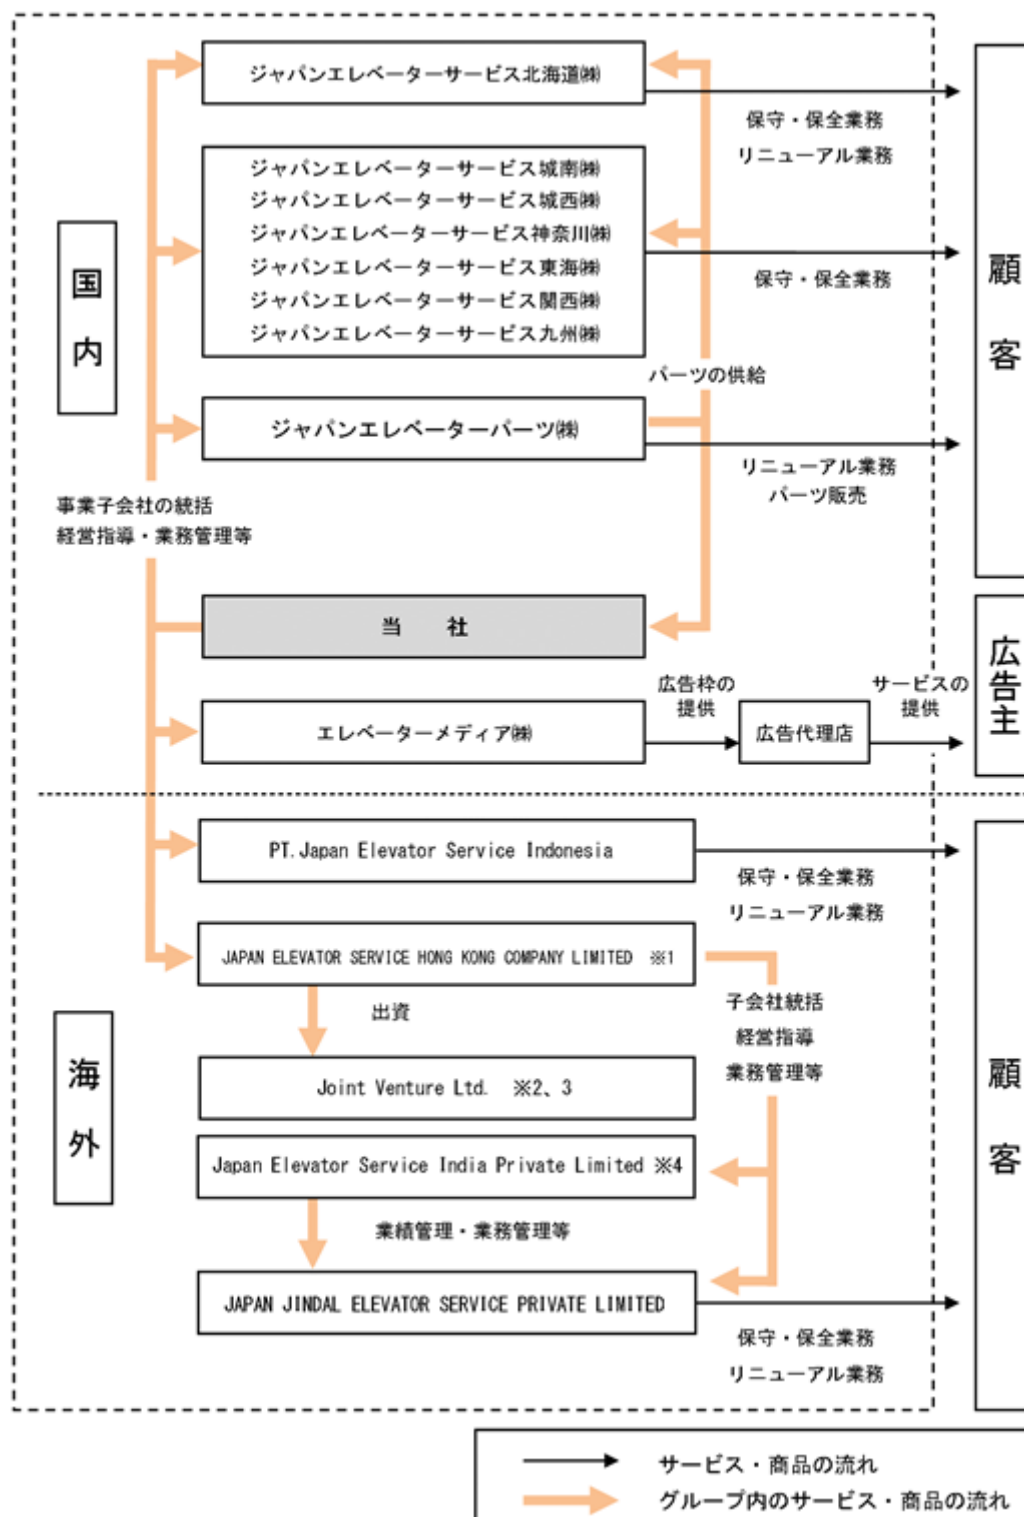 ジャパンエレベーターサービス北海道㈱
保守・保全業務
リニューアル業務
ジャパンエレベーターサービス城南㈱
ジャパンエレベーターサービス城西㈱
ジャパンエレベーターサービス神奈川㈱
ジャパンエレベーターサービス東海㈱
ジャパンエレベーターサービス関西㈱
ジャパンエレベーターサービス九州㈱
保守・保全業務
国内
顧客
パーツの供給
ジャパンエレベーターパーツ㈱
リニューアル業務
パーツ販売
事業子会社の統括
経営指導・業務管理等
当　社
広告主
エレベーターメディア㈱
広告枠の
提供
広告代理店
サービスの
提供
PT.Japan Elevator Service Indonesia
保守・保全業務
リニューアル業務
JAPAN ELEVATOR SERVICE HONG KONG COMPANY LIMITED ※1
出資
子会社統括
経営指導
業務管理等
海外
顧客
Joint Venture Ltd. ※2、3
Japan Elevator Service India Private Limited ※4
業績管理・業務管理等
JAPAN JINDAL ELEVATOR SERVICE PRIVATE LIMITED
保守・保全業務
リニューアル業務
サービス・商品の流れ
グループ内のサービス・商品の流れ